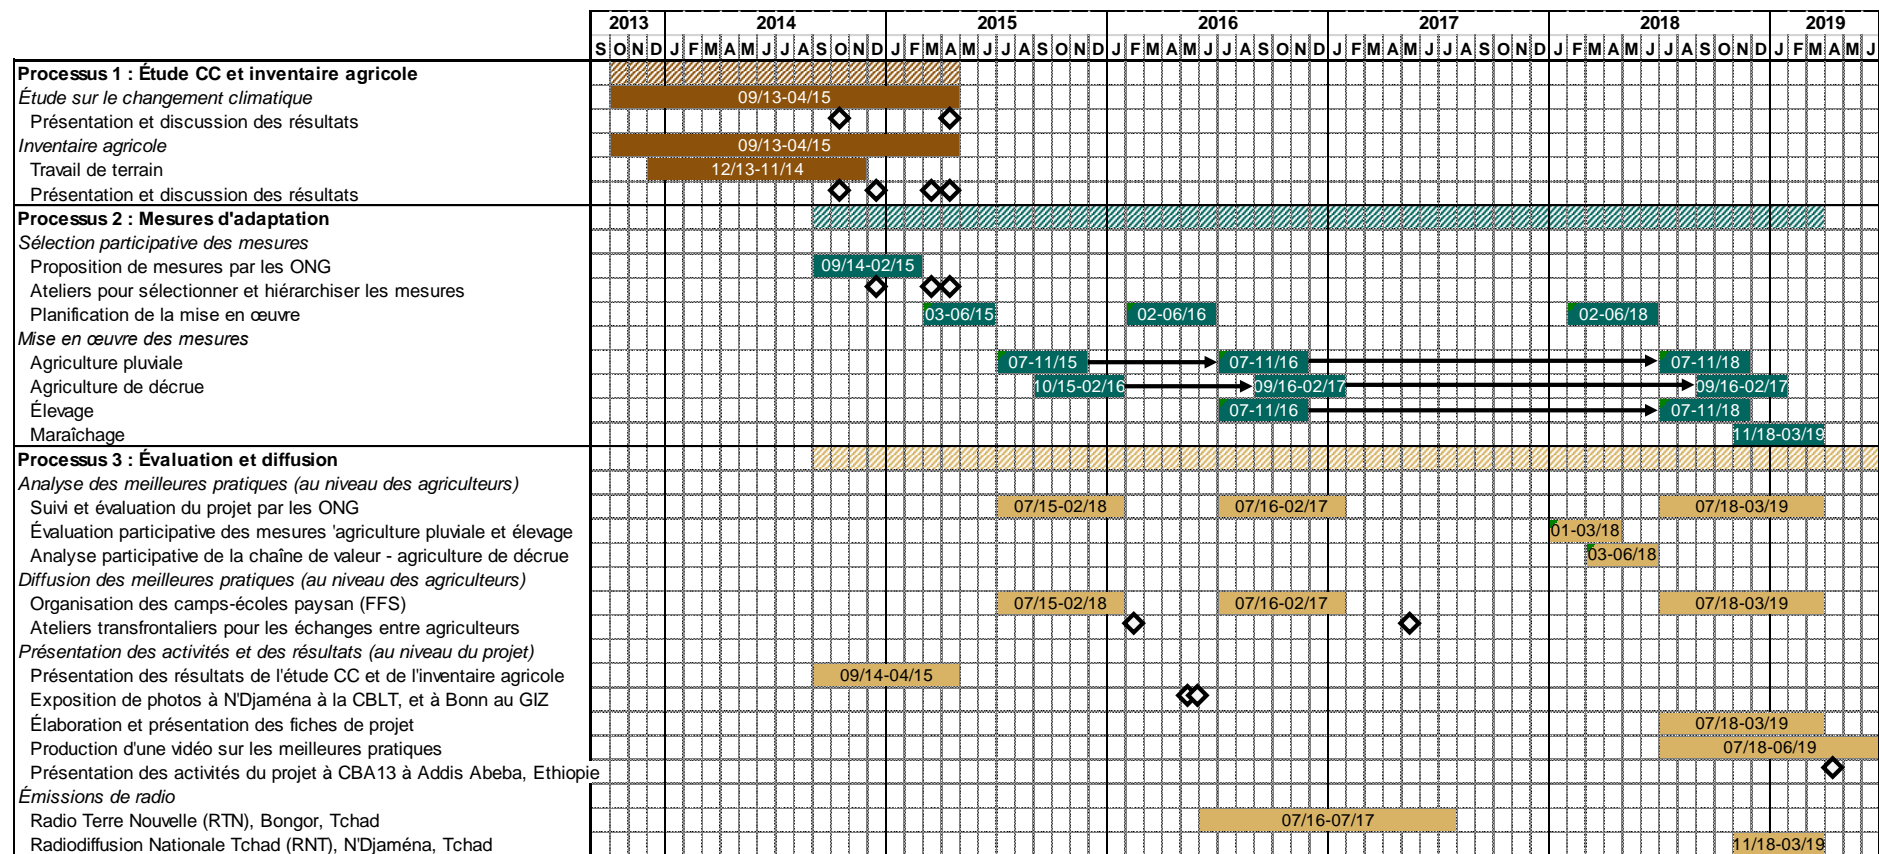 2013 2014 2015 2016 2017 2018 2019
S O N D J F M A M J J A S O N D J F M A M J J A S O N D J F M A M J J A S O N D J F M A M J J A S O N D J F M A M J J A S O N D J F M A M J
Processus 1 : Étude CC et inventaire agricole
Étude sur le changement climatique 09/13-04/15
Présentation et discussion des résultats
Inventaire agricole 09/13-04/15
Travail de terrain 12/13-11/14
Présentation et discussion des résultats
Processus 2 : Mesures d'adaptation
Sélection participative des mesures
Proposition de mesures par les ONG 09/14-02/15
Ateliers pour sélectionner et hiérarchiser les mesures
Planification de la mise en œuvre 03-06/15 02-06/16 02-06/18
Mise en œuvre des mesures
Agriculture pluviale 07-11/15 07-11/16 07-11/18
Agriculture de décrue 10/15-02/16 09/16-02/17 09/16-02/17
Élevage 07-11/16 07-11/18
Maraîchage 11/18-03/19
Processus 3 : Évaluation et diffusion
Analyse des meilleures pratiques (au niveau des agriculteurs)
Suivi et évaluation du projet par les ONG 07/15-02/18 07/16-02/17 07/18-03/19
Évaluation participative des mesures 'agriculture pluviale et élevage 01-03/18
Analyse participative de la chaîne de valeur - agriculture de décrue 03-06/18
Diffusion des meilleures pratiques (au niveau des agriculteurs)
Organisation des camps-écoles paysan (FFS) 07/15-02/18 07/16-02/17 07/18-03/19
Ateliers transfrontaliers pour les échanges entre agriculteurs
Présentation des activités et des résultats (au niveau du projet)
Présentation des résultats de l'étude CC et de l'inventaire agricole 09/14-04/15
Exposition de photos à N'Djaména à la CBLT, et à Bonn au GIZ
Élaboration et présentation des fiches de projet 07/18-03/19
Production d'une vidéo sur les meilleures pratiques 07/18-06/19
Présentation des activités du projet à CBA13 à Addis Abeba, Ethiopie
Émissions de radio
Radio Terre Nouvelle (RTN), Bongor, Tchad 07/16-07/17
Radiodiffusion Nationale Tchad (RNT), N'Djaména, Tchad 11/18-03/19